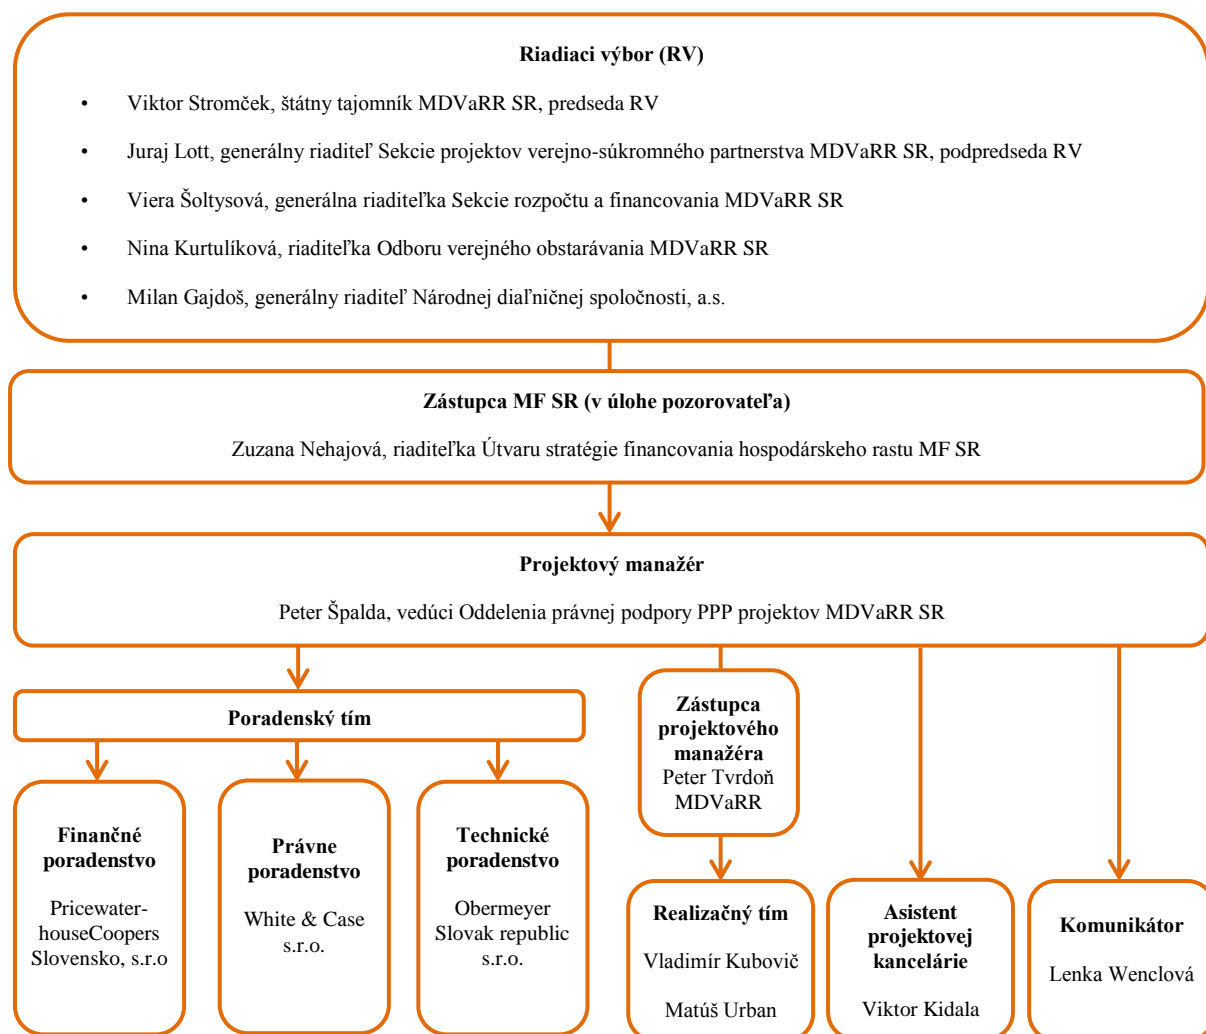 Riadiaci výbor (RV)
• Viktor Stromček, štátny tajomník MDVaRR SR, predseda RV
• Juraj Lott, generálny riaditeľ Sekcie projektov verejno-súkromného partnerstva MDVaRR SR, podpredseda RV
• Viera Šoltysová, generálna riaditeľka Sekcie rozpočtu a financovania MDVaRR SR
• Nina Kurtulíková, riaditeľka Odboru verejného obstarávania MDVaRR SR
• Milan Gajdoš, generálny riaditeľ Národnej diaľničnej spoločnosti, a.s.
Zástupca MF SR (v úlohe pozorovateľa)
Zuzana Nehajová, riaditeľka Útvaru stratégie financovania hospodárskeho rastu MF SR
Projektový manažér
Peter Špalda, vedúci Oddelenia právnej podpory PPP projektov MDVaRR SR
Poradenský tím
Finančné
poradenstvo
Pricewater-
houseCoopers
Slovensko, s.r.o
Právne
poradenstvo
White & Case
s.r.o.
Technické
poradenstvo
Obermeyer
Slovak republic
s.r.o.
Zástupca
projektového
manažéra
Peter Tvrdoň
MDVaRR
Realizačný tím
Vladimír Kubovič
Matúš Urban
Asistent
projektovej
kancelárie
Viktor Kidala
Komunikátor
Lenka Wenclová